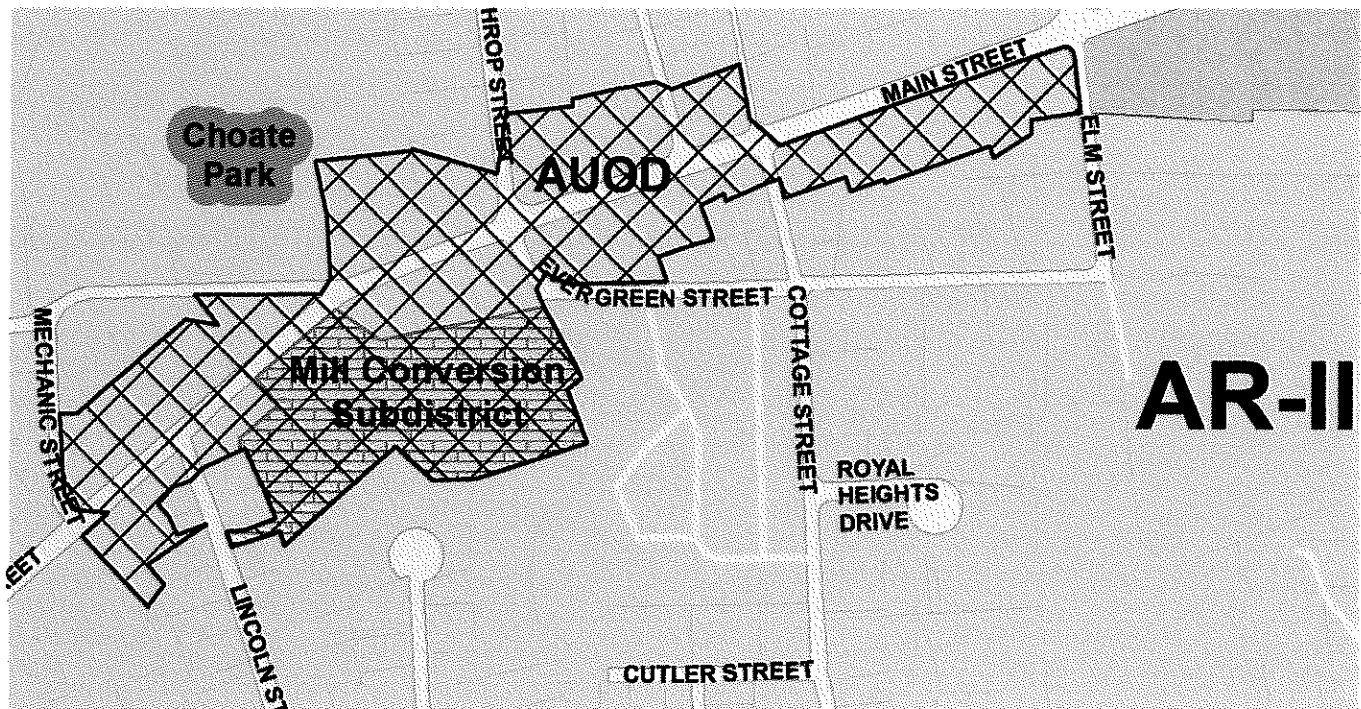 HROP STREET
MAIN STREET
Choate
Park
AUOD
ELM STREET
EVERGREEN STREET
MECHANIC STREET
COTTAGE STREET
Mill Conversion
Subdistrict
AR-II
ROYAL
HEIGHTS
DRIVE
REET
LINCOLN ST
CUTLER STREET